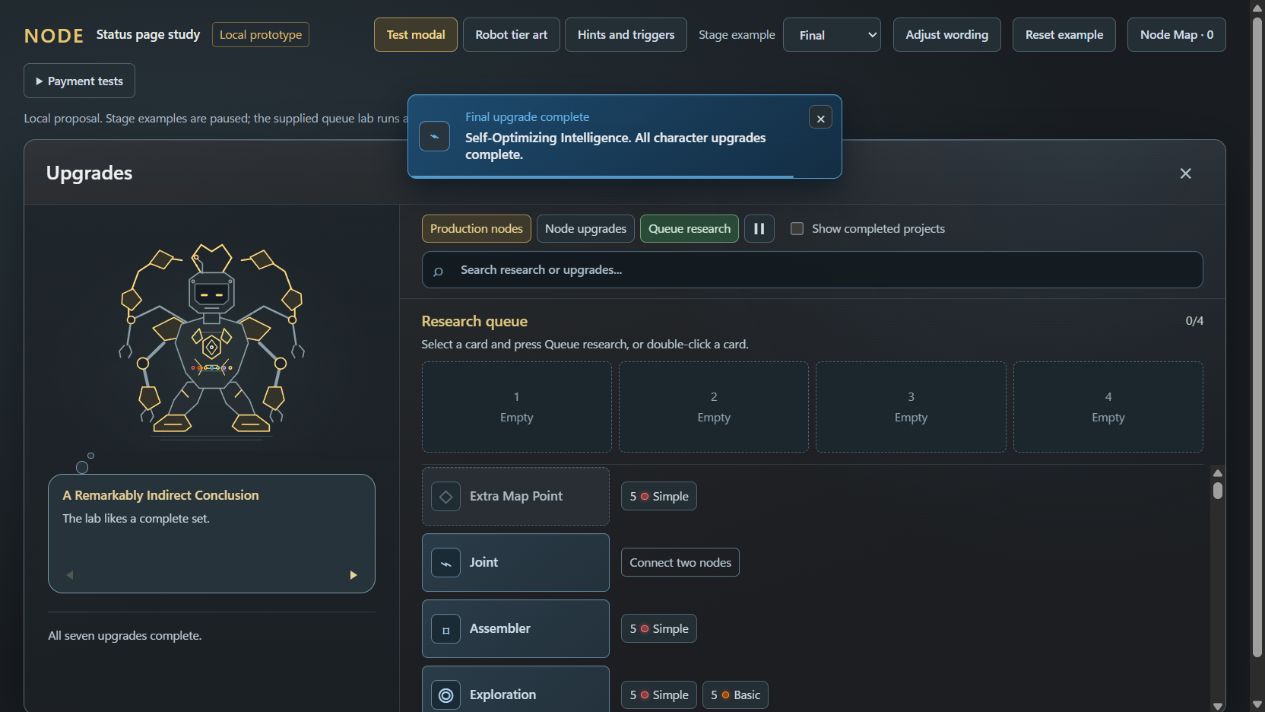 NODE Status page study Local prototype Test modal Robot tier art Hints and triggers Stage example Final Adjust wording Reset example Node Map · 0
Payment tests
Local proposal. Stage examples are paused; the supplied queue lab runs
Final upgrade complete
Self-Optimizing Intelligence. All character upgrades
complete.
Upgrades
Production nodes Node upgrades Queue research Show completed projects
Search research or upgrades...
Research queue 0/4
Select a card and press Queue research, or double-click a card.
1 2 3 4
Empty Empty Empty Empty
A Remarkably Indirect Conclusion
The lab likes a complete set.
All seven upgrades complete.
Extra Map Point 5 Simple
Joint Connect two nodes
Assembler 5 Simple
Exploration 5 Simple 5 Basic